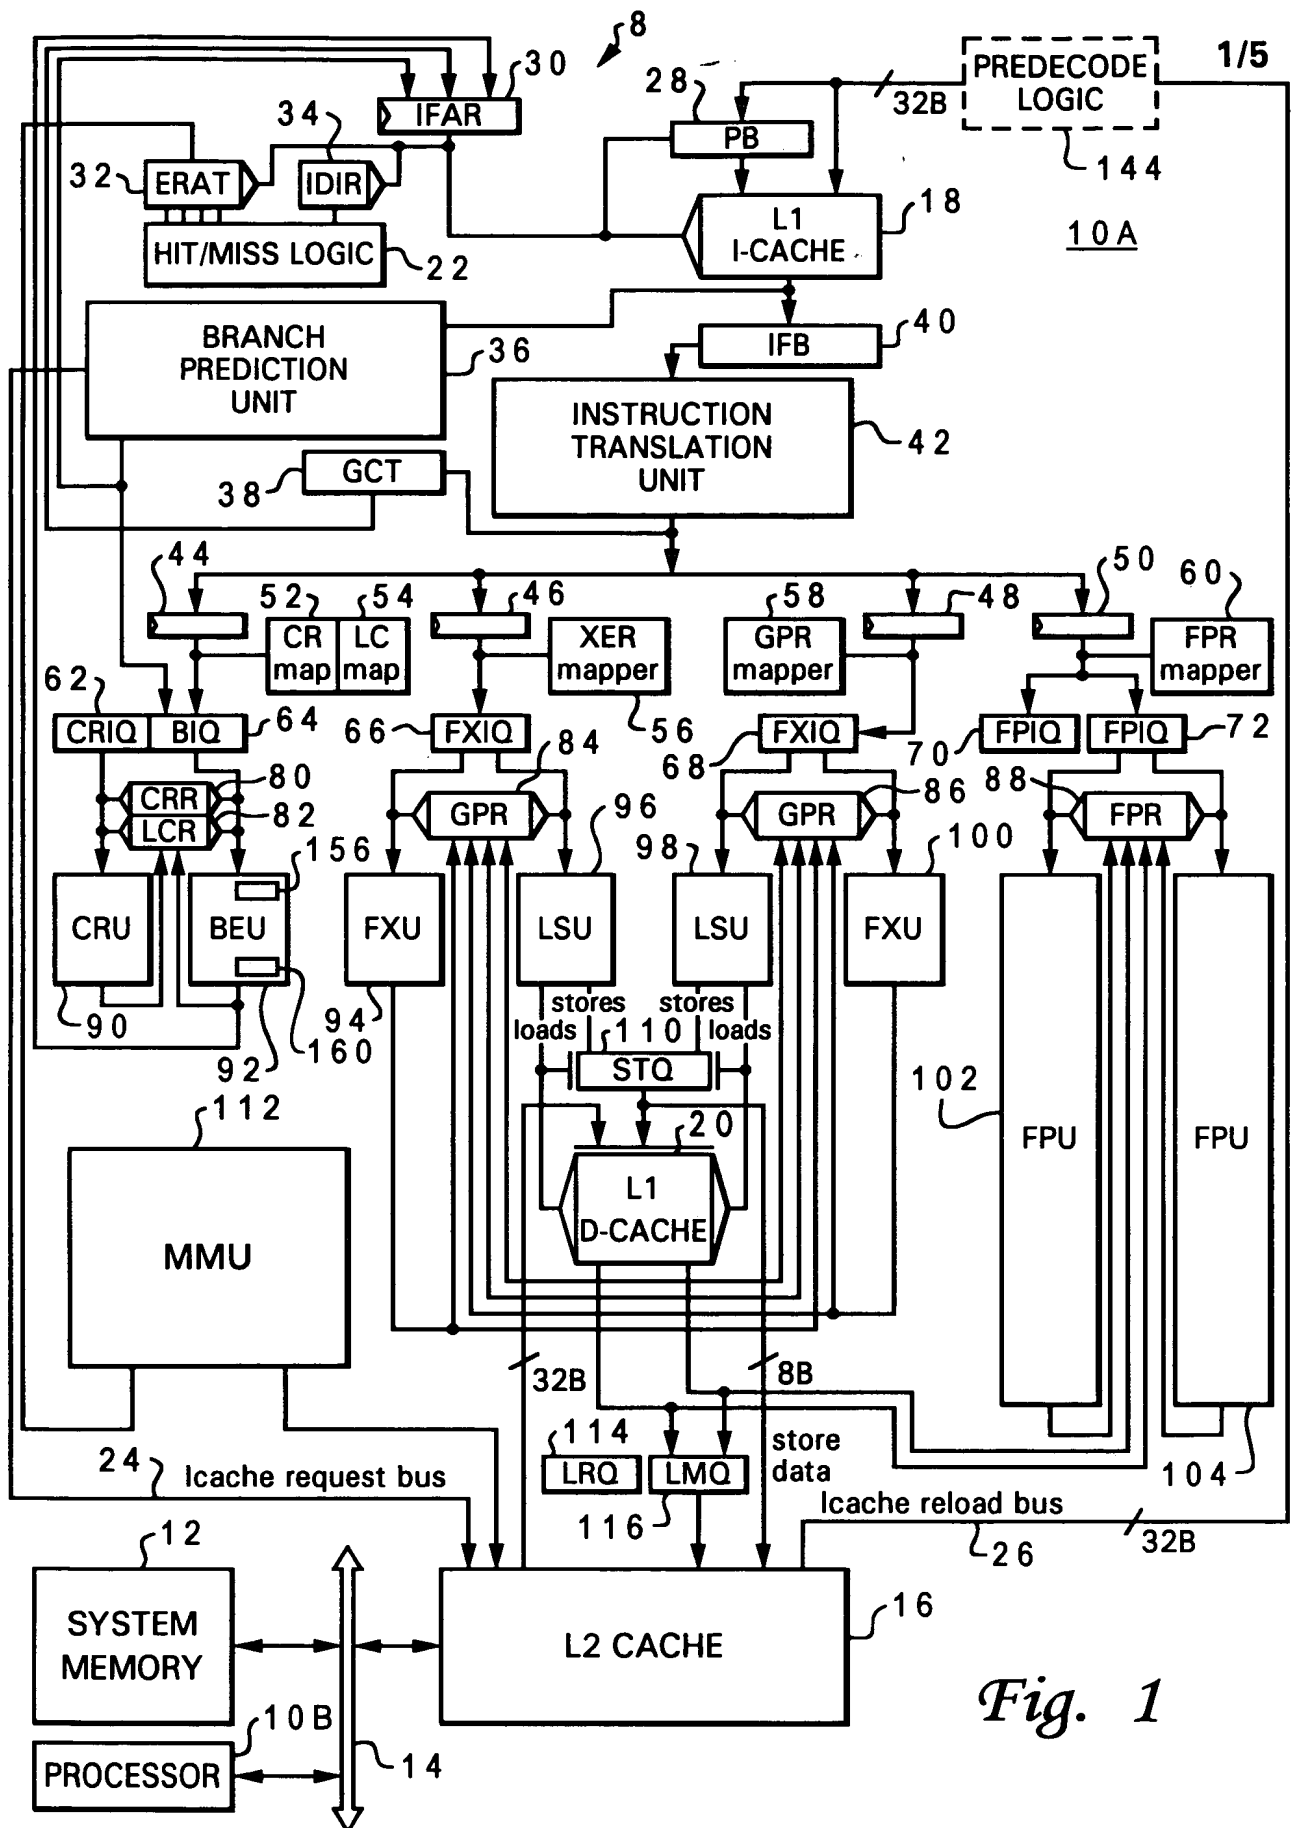 8
PREDECODE
LOGIC
1/5
30
28
32B
34
IFAR
PB
144
32
ERAT
IDIR
18
L1
I-CACHE
10A
HIT/MISS LOGIC
22
40
BRANCH
PREDICTION
UNIT
36
IFB
INSTRUCTION
TRANSLATION
UNIT
42
GCT
38
44
52
54
46
58
48
50
60
CR
map
LC
map
XER
mapper
GPR
mapper
FPR
mapper
62
CRIQ
BIQ
64
66
FXIQ
56
68
FXIQ
70
FPIQ
FPIQ
72
80
84
CRR
LCR
82
GPR
96
GPR
86
88
FPR
156
98
100
CRU
BEU
FXU
LSU
LSU
FXU
stores
stores
90
94
loads
110
loads
160
92
STQ
102
112
20
FPU
FPU
L1
D-CACHE
MMU
32B
8B
114
store
data
24
Icache request bus
LRQ
LMQ
104
116
Icache reload bus
12
26
32B
SYSTEM
MEMORY
L2 CACHE
16
10B
PROCESSOR
14
Fig. 1